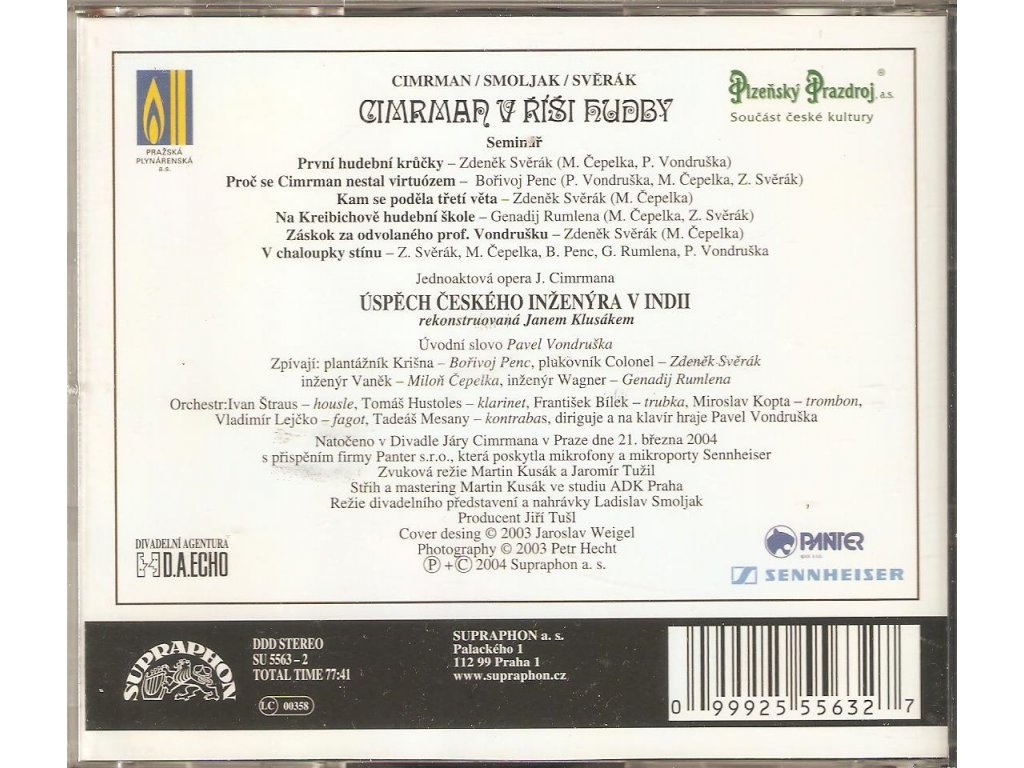 CIMRMAN / SMOLJAK / SVĚRÁK
CIMRMAN V ŘÍŠI HUDBY
PRAŽSKÁ
PLYNÁRENSKÁ
a.s.
Plzeňský Prazdroj, a.s.
®
Součást české kultury
Seminář
První hudební krůčky – Zdeněk Svěrák (M. Čepelka, P. Vondruška)
Proč se Cimrman nestal virtuózem – Bořivoj Penc (P. Vondruška, M. Čepelka, Z. Svěrák)
Kam se poděla třetí věta – Zdeněk Svěrák (M. Čepelka)
Na Kreibichově hudební škole – Genadij Rumlena (M. Čepelka, Z. Svěrák)
Záskok za odvolaného prof. Vondrušku – Zdeněk Svěrák (M. Čepelka)
V chaloupky stínu – Z. Svěrák, M. Čepelka, B. Penc, G. Rumlena, P. Vondruška
Jednoaktová opera J. Cimrmana
ÚSPĚCH ČESKÉHO INŽENÝRA V INDII
rekonstruovaná Janem Klusákem
Úvodní slovo Pavel Vondruška
Zpívají: plantážník Krišna – Bořivoj Penc, plukovník Colonel – Zdeněk Svěrák
inženýr Vaněk – Miloň Čepelka, inženýr Wagner – Genadij Rumlena
Orchestr:Ivan Štraus – housle, Tomáš Hustoles – klarinet, František Bílek – trubka, Miroslav Kopta – trombon,
Vladimír Lejčko – fagot, Tadeáš Mesany – kontrabas, diriguje a na klavír hraje Pavel Vondruška
Natočeno v Divadle Járy Cimrmana v Praze dne 21. března 2004
s přispěním firmy Panter s.r.o., která poskytla mikrofony a mikroporty Sennheiser
Zvuková režie Martin Kusák a Jaromír Tužil
Střih a mastering Martin Kusák ve studiu ADK Praha
Režie divadelního představení a nahrávky Ladislav Smoljak
Producent Jiří Tušl
Cover desing © 2003 Jaroslav Weigel
Photography © 2003 Petr Hecht
Ⓟ + Ⓒ 2004 Supraphon a. s.
DIVADELNÍ AGENTURA
D.A.ECHO
PANTER
spol. s r.o.
SENNHEISER
SUPRAPHON
DDD STEREO
SU 5563 – 2
TOTAL TIME 77:41
LC 00358
SUPRAPHON a. s.
Palackého 1
112 99 Praha 1
www.supraphon.cz
0 99925 55632 7